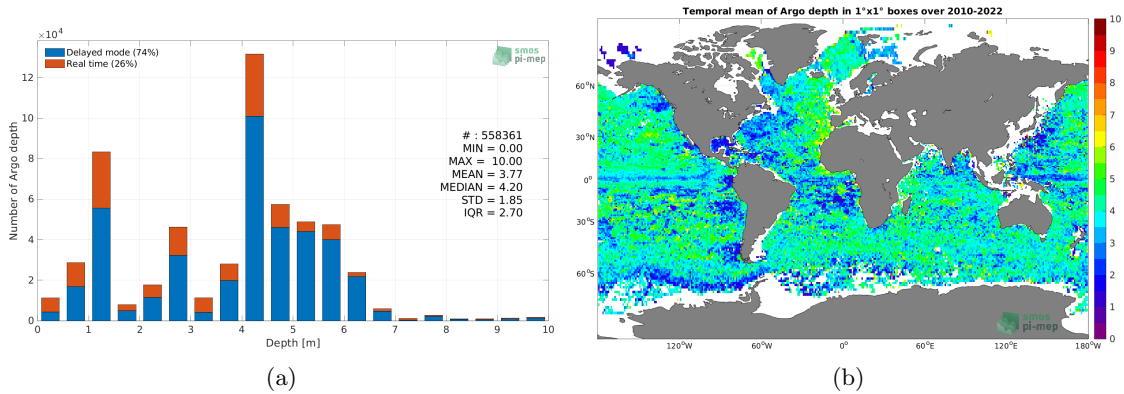 ×10⁴
Delayed mode (74%)
Real time (26%)
smos
pi-mep
Number of Argo depth
12
10
8
6
4
2
0
# : 558361
MIN = 0.00
MAX = 10.00
MEAN = 3.77
MEDIAN = 4.20
STD = 1.85
IQR = 2.70
0 1 2 3 4 5 6 7 8 9 10
Depth [m]
(a)
Temporal mean of Argo depth in 1°x1° boxes over 2010-2022
60°N
30°N
0°
30°S
60°S
120°W 60°W 0° 60°E 120°E 180°W
smos
pi-mep
10
9
8
7
6
5
4
3
2
1
0
(b)